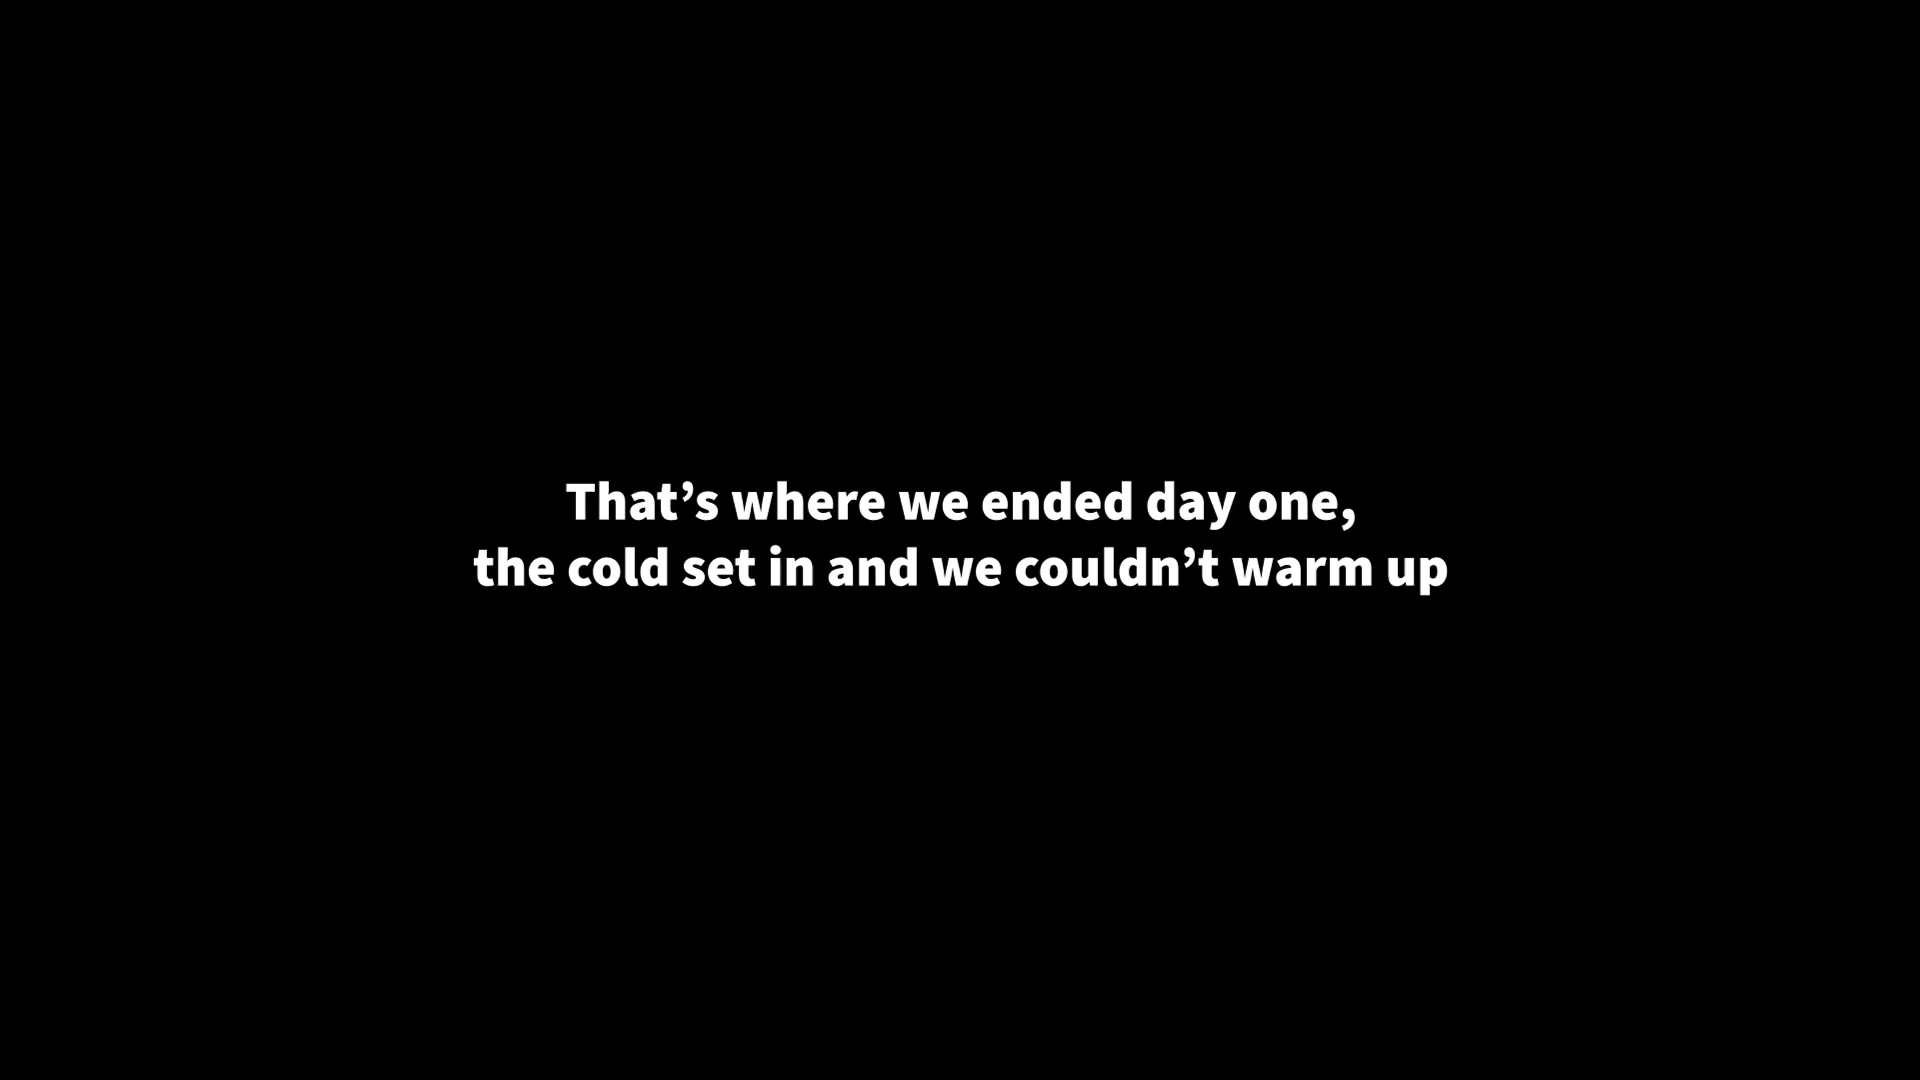 That’s where we ended day one,
the cold set in and we couldn’t warm up